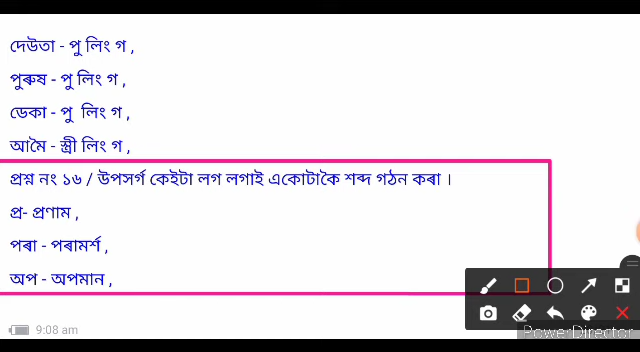 দেউতা - পু লিং গ ,
পুৰুষ - পু লিং গ ,
ডেকা - পু লিং গ ,
আমৈ - স্ত্ৰী লিং গ ,
প্ৰশ্ন নং ১৬ / উপসৰ্গ কেইটা লগ লগাই একোটাকৈ শব্দ গঠন কৰা ।
প্ৰ- প্ৰণাম ,
পৰা - পৰামৰ্শ ,
অপ - অপমান ,
9:08 am
PowerDirector